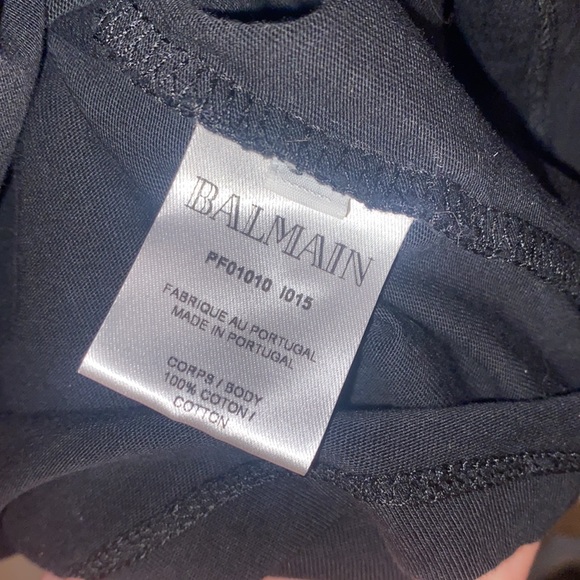 BALMAIN
PF01010 I015
FABRIQUE AU PORTUGAL
MADE IN PORTUGAL
CORPS / BODY
100% COTON /
COTTON